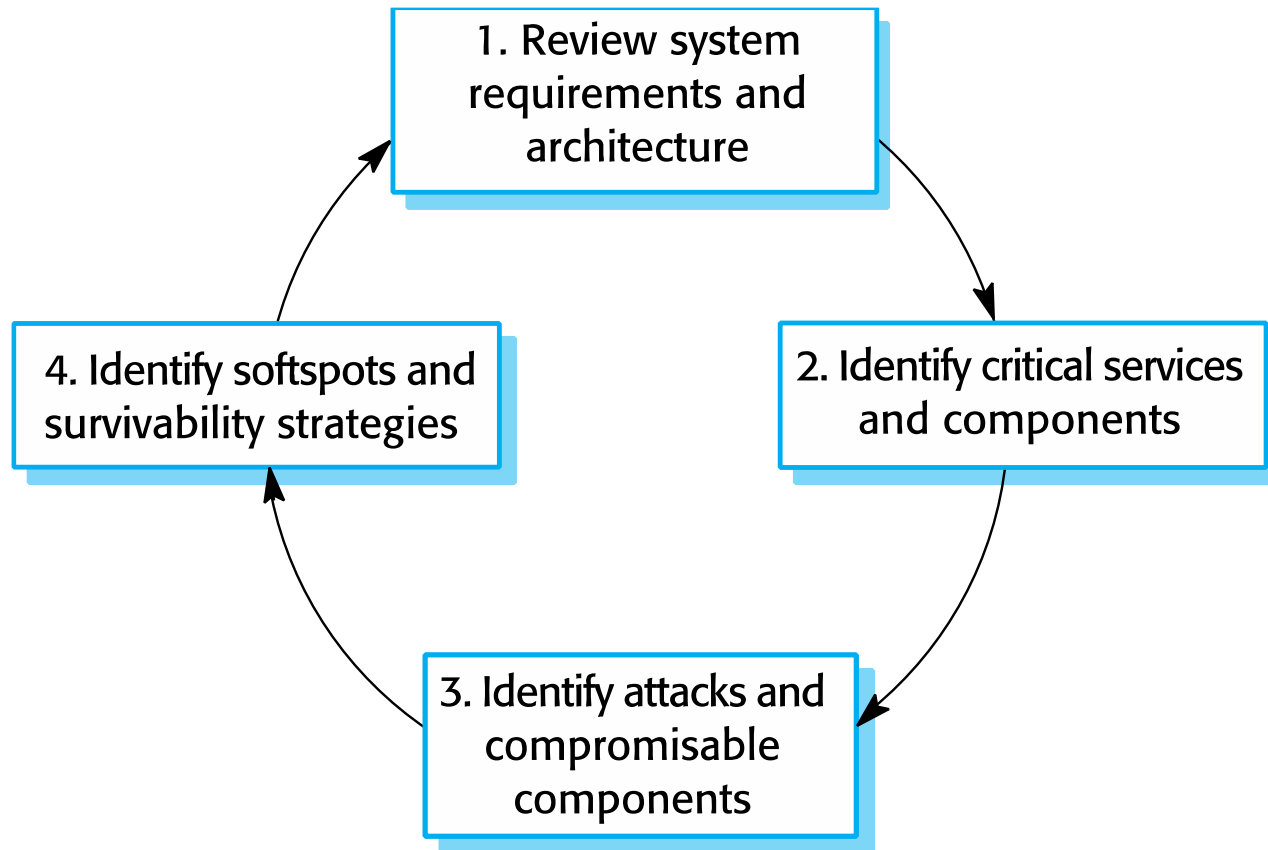 1. Review system
requirements and
architecture
2. Identify critical services
and components
3. Identify attacks and
compromisable
components
4. Identify softspots and
survivability strategies